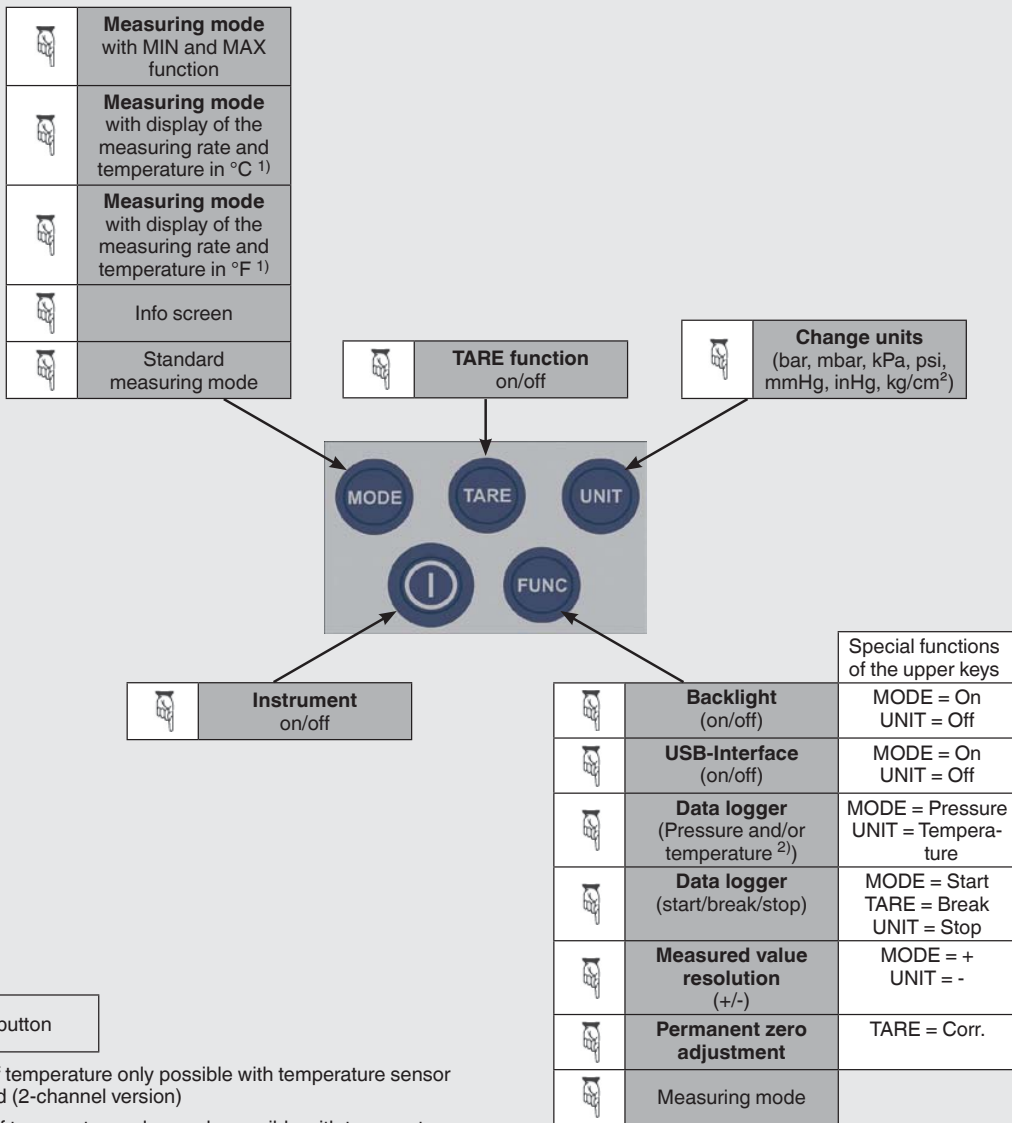 Measuring mode
with MIN and MAX
function
Measuring mode
with display of the
measuring rate and
temperature in °C 1)
Measuring mode
with display of the
measuring rate and
temperature in °F 1)
Info screen
Standard
measuring mode
TARE function
on/off
Change units
(bar, mbar, kPa, psi,
mmHg, inHg, kg/cm²)
MODE
TARE
UNIT
FUNC
Instrument
on/off
Special functions
of the upper keys
Backlight
(on/off)
MODE = On
UNIT = Off
USB-Interface
(on/off)
MODE = On
UNIT = Off
Data logger
(Pressure and/or
temperature 2))
MODE = Pressure
UNIT = Tempera-
ture
Data logger
(start/break/stop)
MODE = Start
TARE = Break
UNIT = Stop
Measured value
resolution
(+/-)
MODE = +
UNIT = -
Permanent zero
adjustment
TARE = Corr.
Measuring mode
button
temperature only possible with temperature sensor
(2-channel version)